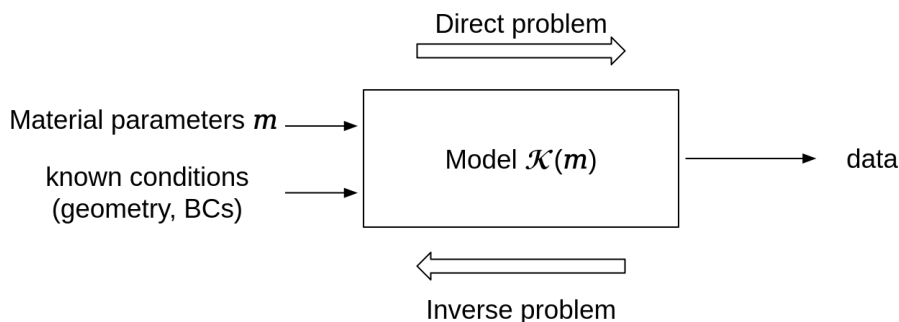 Direct problem
Material parameters m
known conditions
(geometry, BCs)
Model 𝒦(m)
data
Inverse problem